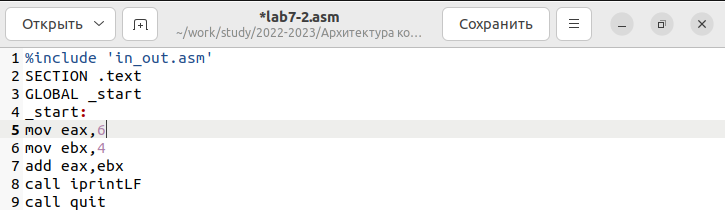 Открыть
*lab7-2.asm
~/work/study/2022-2023/Архитектура ко...
Сохранить
1 %include 'in_out.asm'
2 SECTION .text
3 GLOBAL _start
4 _start:
5 mov eax,6
6 mov ebx,4
7 add eax,ebx
8 call iprintLF
9 call quit